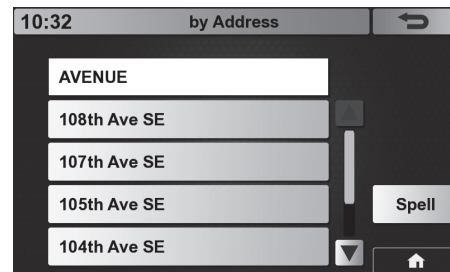 10:32 by Address
AVENUE
108th Ave SE
107th Ave SE
105th Ave SE
Spell
104th Ave SE